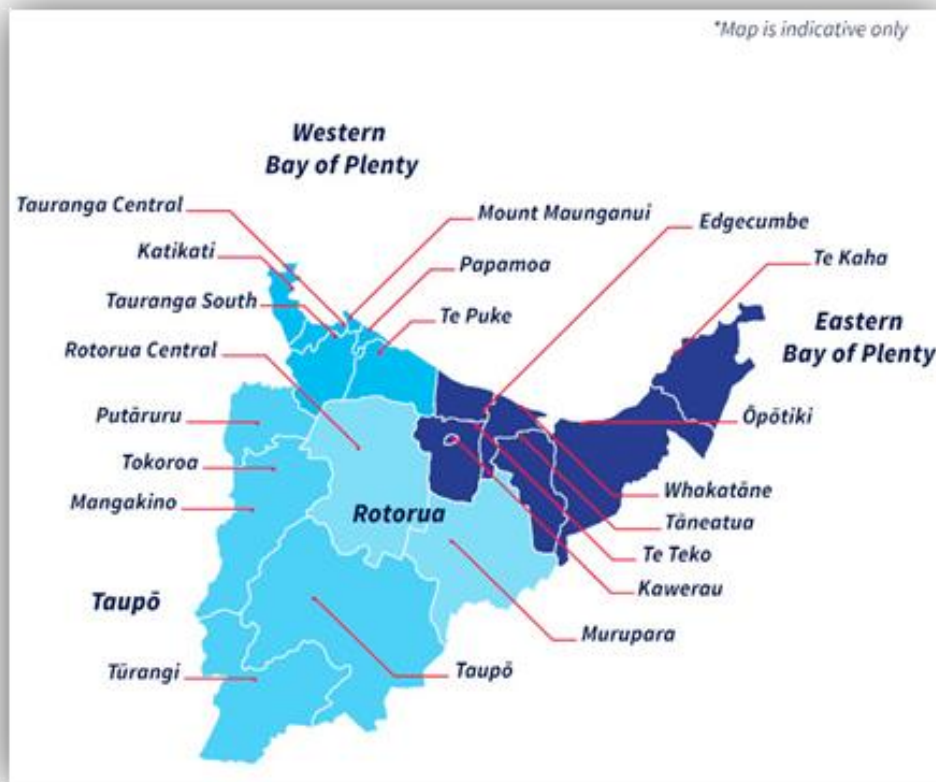 *Map is indicative only
Western
Bay of Plenty
Tauranga Central
Mount Maunganui
Edgecumbe
Katikati
Papamoa
Te Kaha
Tauranga South
Te Puke
Eastern
Bay of Plenty
Rotorua Central
Putāruru
Ōpōtiki
Tokoroa
Mangakino
Whakatāne
Rotorua
Tāneatua
Te Teko
Kawerau
Taupō
Murupara
Tūrangi
Taupō